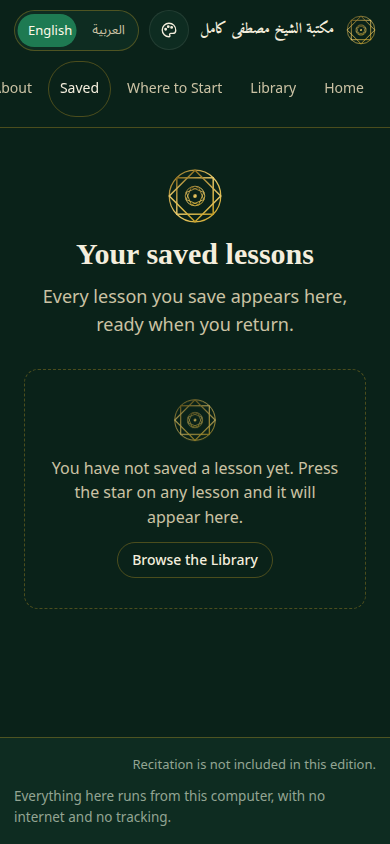 English العربية مكتبة الشيخ مصطفى كامل
About Saved Where to Start Library Home
Your saved lessons
Every lesson you save appears here,
ready when you return.
You have not saved a lesson yet. Press
the star on any lesson and it will
appear here.
Browse the Library
Recitation is not included in this edition.
Everything here runs from this computer, with no
internet and no tracking.